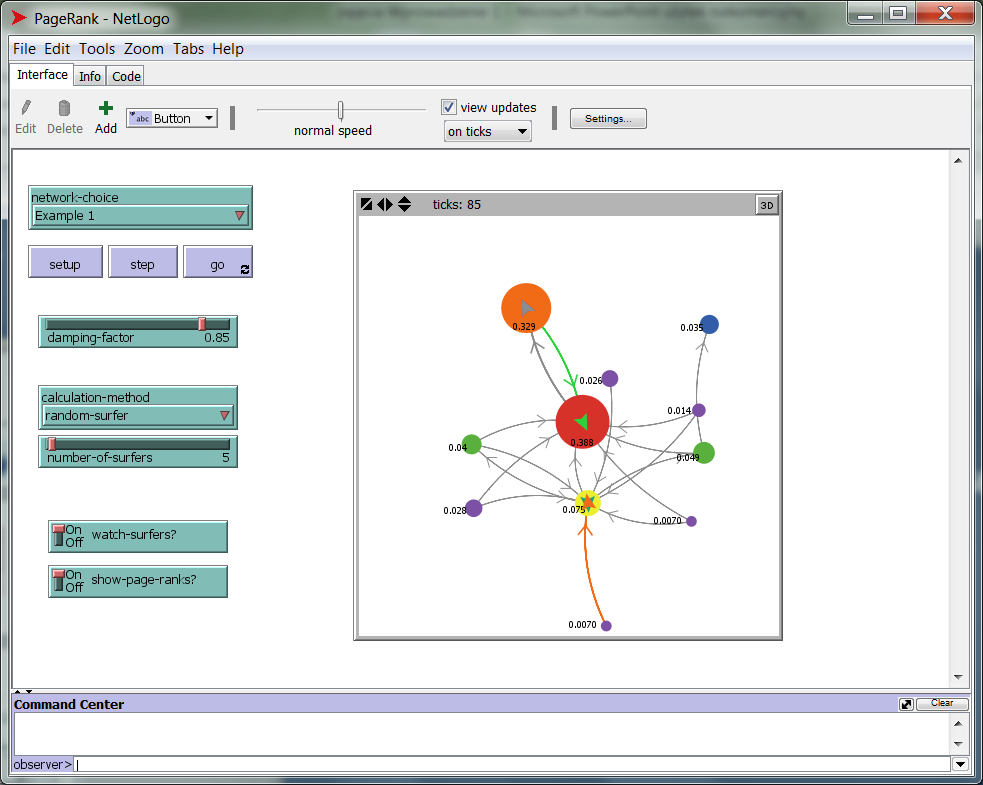 PageRank - NetLogo
File Edit Tools Zoom Tabs Help
Interface Info Code
Edit Delete Add abc Button normal speed view updates on ticks Settings...
network-choice
Example 1
setup step go
damping-factor 0.85
calculation-method
random-surfer
number-of-surfers 5
On Off watch-surfers?
On Off show-page-ranks?
ticks: 85 3D
0.329
0.035
0.026
0.014
0.388
0.04
0.049
0.028
0.075
0.0070
0.0070
Command Center Clear
observer>